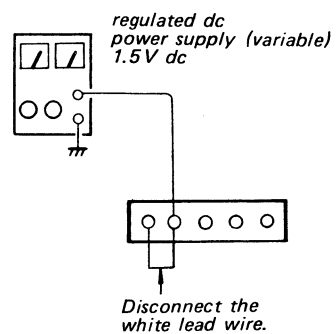 regulated dc
power supply (variable)
1.5V dc
Disconnect the
white lead wire.